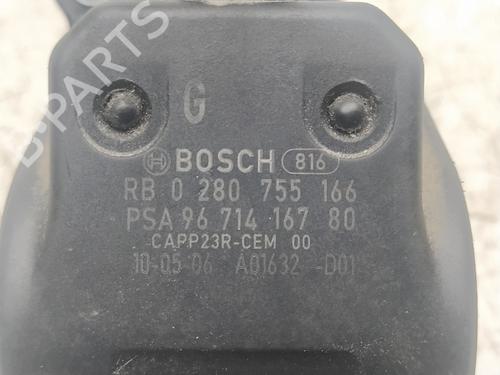 G
BOSCH 816
RB 0 280 755 166
PSA 96 714 167 80
CAPP23R-CEM 00
10-05-06 A01632 -D01
B-PARTS